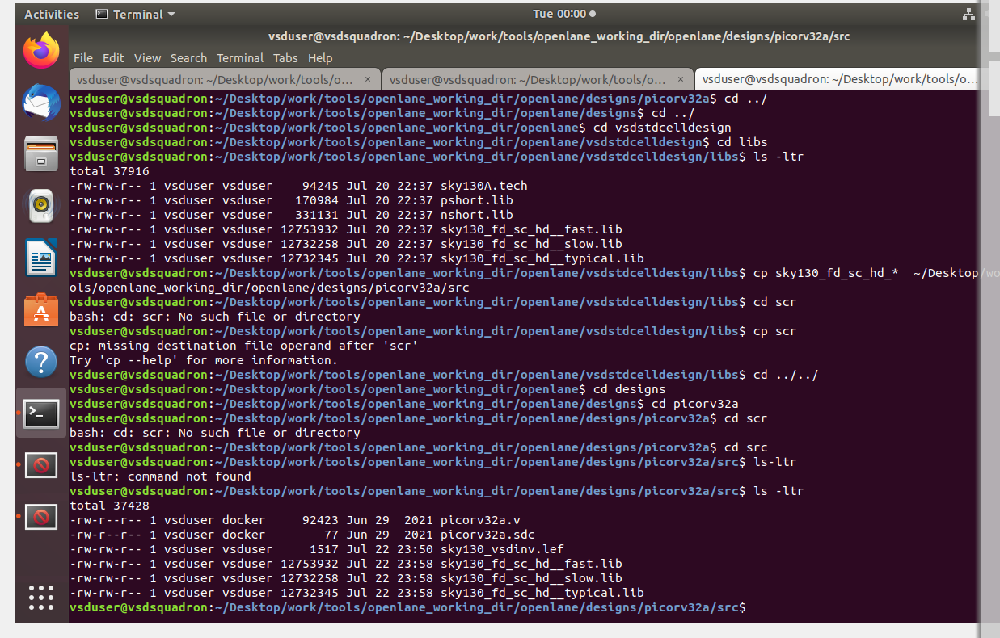 Activities Terminal Tue 00:00
vsduser@vsdsquadron: ~/Desktop/work/tools/openlane_working_dir/openlane/designs/picorv32a/src
File Edit View Search Terminal Tabs Help
vsduser@vsdsquadron: ~/Desktop/work/tools/o... × vsduser@vsdsquadron: ~/Desktop/work/tools/o... × vsduser@vsdsquadron: ~/Desktop/work/tools/o...
vsduser@vsdsquadron:~/Desktop/work/tools/openlane_working_dir/openlane/designs/picorv32a$ cd ../
vsduser@vsdsquadron:~/Desktop/work/tools/openlane_working_dir/openlane/designs$ cd ../
vsduser@vsdsquadron:~/Desktop/work/tools/openlane_working_dir/openlane$ cd vsdstdcelldesign
vsduser@vsdsquadron:~/Desktop/work/tools/openlane_working_dir/openlane/vsdstdcelldesign$ cd libs
vsduser@vsdsquadron:~/Desktop/work/tools/openlane_working_dir/openlane/vsdstdcelldesign/libs$ ls -ltr
total 37916
-rw-rw-r-- 1 vsduser vsduser    94245 Jul 20 22:37 sky130A.tech
-rw-rw-r-- 1 vsduser vsduser   170984 Jul 20 22:37 pshort.lib
-rw-rw-r-- 1 vsduser vsduser   331131 Jul 20 22:37 nshort.lib
-rw-rw-r-- 1 vsduser vsduser 12753932 Jul 20 22:37 sky130_fd_sc_hd__fast.lib
-rw-rw-r-- 1 vsduser vsduser 12732258 Jul 20 22:37 sky130_fd_sc_hd__slow.lib
-rw-rw-r-- 1 vsduser vsduser 12732345 Jul 20 22:37 sky130_fd_sc_hd__typical.lib
vsduser@vsdsquadron:~/Desktop/work/tools/openlane_working_dir/openlane/vsdstdcelldesign/libs$ cp sky130_fd_sc_hd_*  ~/Desktop/wo
ols/openlane_working_dir/openlane/designs/picorv32a/src
vsduser@vsdsquadron:~/Desktop/work/tools/openlane_working_dir/openlane/vsdstdcelldesign/libs$ cd scr
bash: cd: scr: No such file or directory
vsduser@vsdsquadron:~/Desktop/work/tools/openlane_working_dir/openlane/vsdstdcelldesign/libs$ cp scr
cp: missing destination file operand after 'scr'
Try 'cp --help' for more information.
vsduser@vsdsquadron:~/Desktop/work/tools/openlane_working_dir/openlane/vsdstdcelldesign/libs$ cd ../../
vsduser@vsdsquadron:~/Desktop/work/tools/openlane_working_dir/openlane$ cd designs
vsduser@vsdsquadron:~/Desktop/work/tools/openlane_working_dir/openlane/designs$ cd picorv32a
vsduser@vsdsquadron:~/Desktop/work/tools/openlane_working_dir/openlane/designs/picorv32a$ cd scr
bash: cd: scr: No such file or directory
vsduser@vsdsquadron:~/Desktop/work/tools/openlane_working_dir/openlane/designs/picorv32a$ cd src
vsduser@vsdsquadron:~/Desktop/work/tools/openlane_working_dir/openlane/designs/picorv32a/src$ ls-ltr
ls-ltr: command not found
vsduser@vsdsquadron:~/Desktop/work/tools/openlane_working_dir/openlane/designs/picorv32a/src$ ls -ltr
total 37428
-rw-r--r-- 1 vsduser docker     92423 Jun 29  2021 picorv32a.v
-rw-r--r-- 1 vsduser docker        77 Jun 29  2021 picorv32a.sdc
-rw-rw-r-- 1 vsduser vsduser     1517 Jul 22 23:50 sky130_vsdinv.lef
-rw-rw-r-- 1 vsduser vsduser 12753932 Jul 22 23:58 sky130_fd_sc_hd__fast.lib
-rw-rw-r-- 1 vsduser vsduser 12732258 Jul 22 23:58 sky130_fd_sc_hd__slow.lib
-rw-rw-r-- 1 vsduser vsduser 12732345 Jul 22 23:58 sky130_fd_sc_hd__typical.lib
vsduser@vsdsquadron:~/Desktop/work/tools/openlane_working_dir/openlane/designs/picorv32a/src$